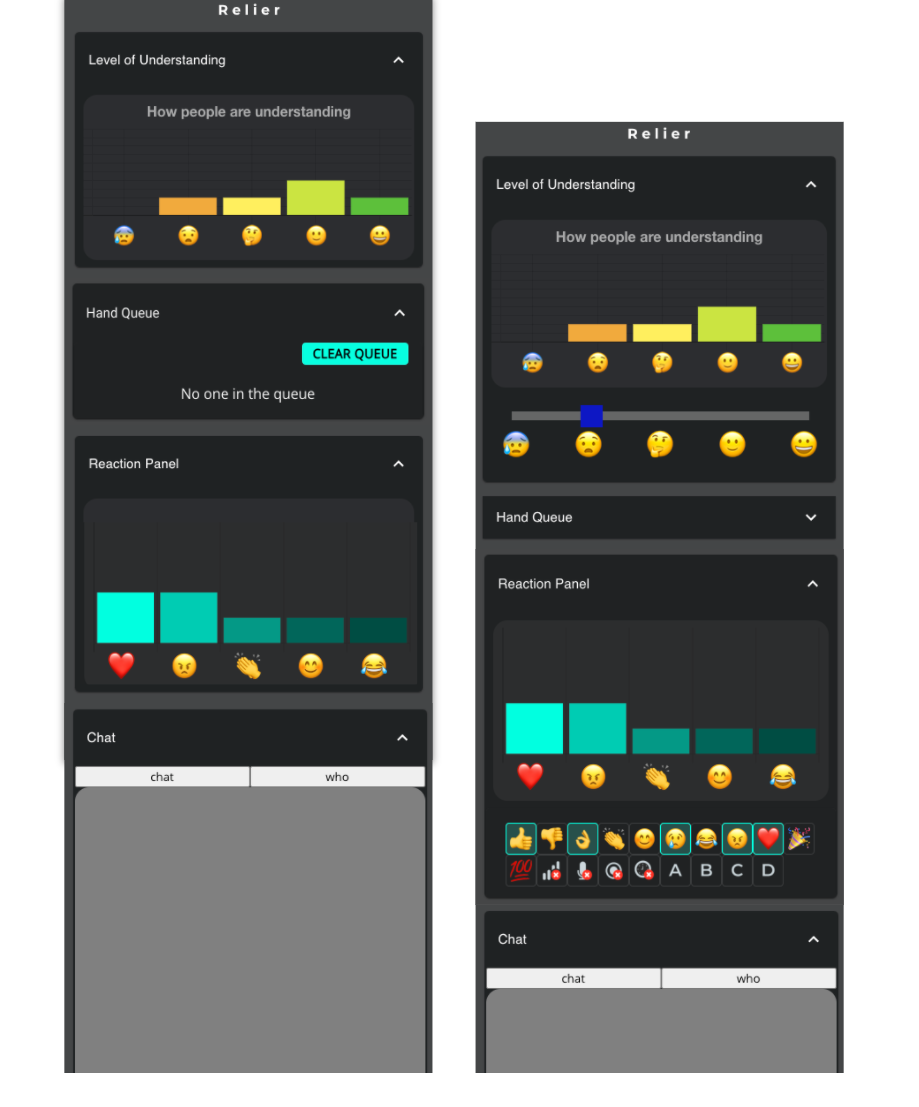 Relier
Level of Understanding
How people are understanding
Hand Queue
CLEAR QUEUE
No one in the queue
Reaction Panel
Chat
chat who
Relier
Level of Understanding
How people are understanding
Hand Queue
Reaction Panel
100 A B C D
Chat
chat who